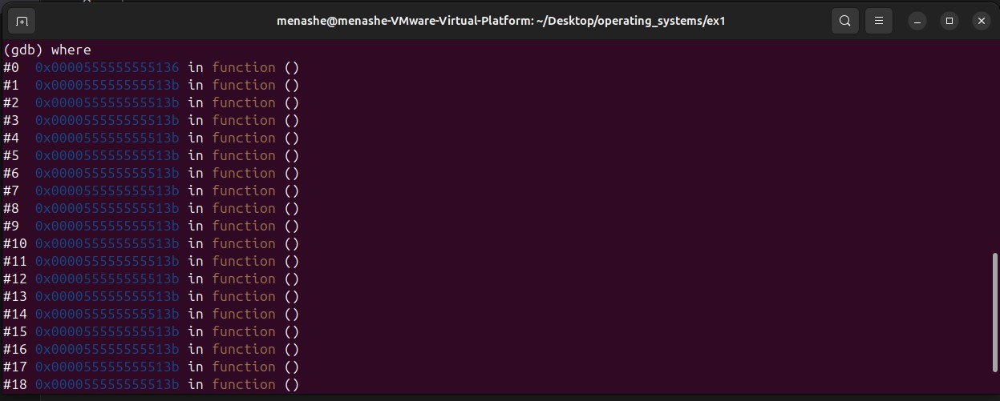 menashe@menashe-VMware-Virtual-Platform: ~/Desktop/operating_systems/ex1
(gdb) where
#0  0x0000555555555136 in function ()
#1  0x000055555555513b in function ()
#2  0x000055555555513b in function ()
#3  0x000055555555513b in function ()
#4  0x000055555555513b in function ()
#5  0x000055555555513b in function ()
#6  0x000055555555513b in function ()
#7  0x000055555555513b in function ()
#8  0x000055555555513b in function ()
#9  0x000055555555513b in function ()
#10 0x000055555555513b in function ()
#11 0x000055555555513b in function ()
#12 0x000055555555513b in function ()
#13 0x000055555555513b in function ()
#14 0x000055555555513b in function ()
#15 0x000055555555513b in function ()
#16 0x000055555555513b in function ()
#17 0x000055555555513b in function ()
#18 0x000055555555513b in function ()